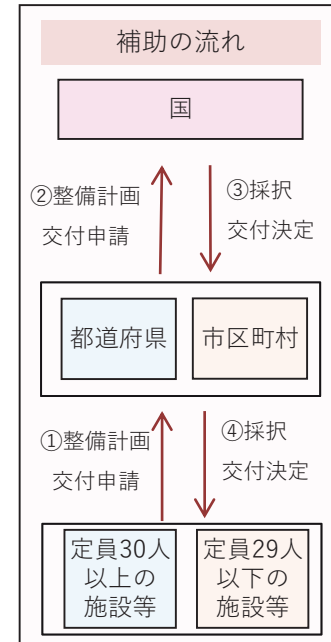 補助の流れ
国
②整備計画
交付申請
③採択
交付決定
都道府県
市区町村
①整備計画
交付申請
④採択
交付決定
定員30人
以上の
施設等
定員29人
以下の
施設等